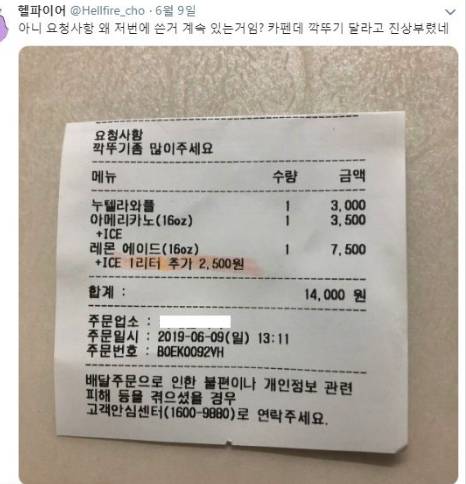 헬파이어 @Hellfire_cho · 6월 9일
아니 요청사항 왜 저번에 쓴거 계속 있는거임? 카펜데 깍뚜기 달라고 진상부렸네
요청사항
깍뚜기좀 많이주세요
메뉴 수량 금액
누텔라와플 1 3,000
아메리카노(16oz) 1 3,500
+ICE
레몬 에이드(16oz) 1 7,500
+ICE 1리터 추가 2,500원
합계 : 14,000 원
주문업소 :
주문일시 : 2019-06-09(일) 13:11
주문번호 : B0EK0092VH
배달주문으로 인한 불편이나 개인정보 관련
피해 등을 겪으셨을 경우
고객안심센터(1600-9880)로 연락주세요.